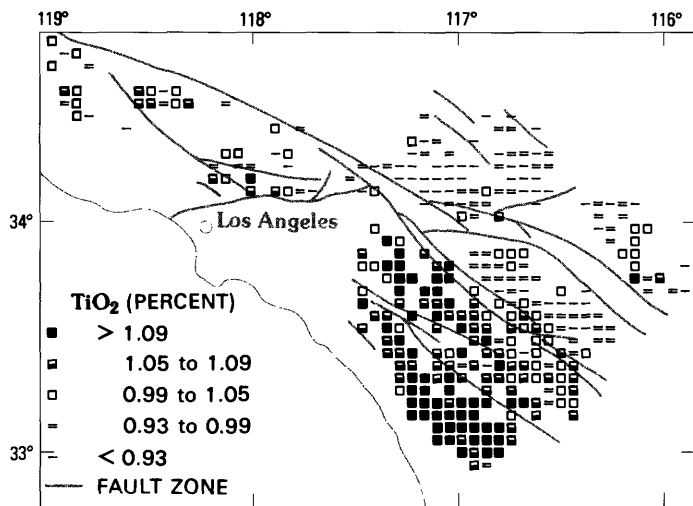 119° 118° 117° 116°
34°
Los Angeles
TiO₂ (PERCENT)
> 1.09
1.05 to 1.09
0.99 to 1.05
0.93 to 0.99
< 0.93
33°
FAULT ZONE